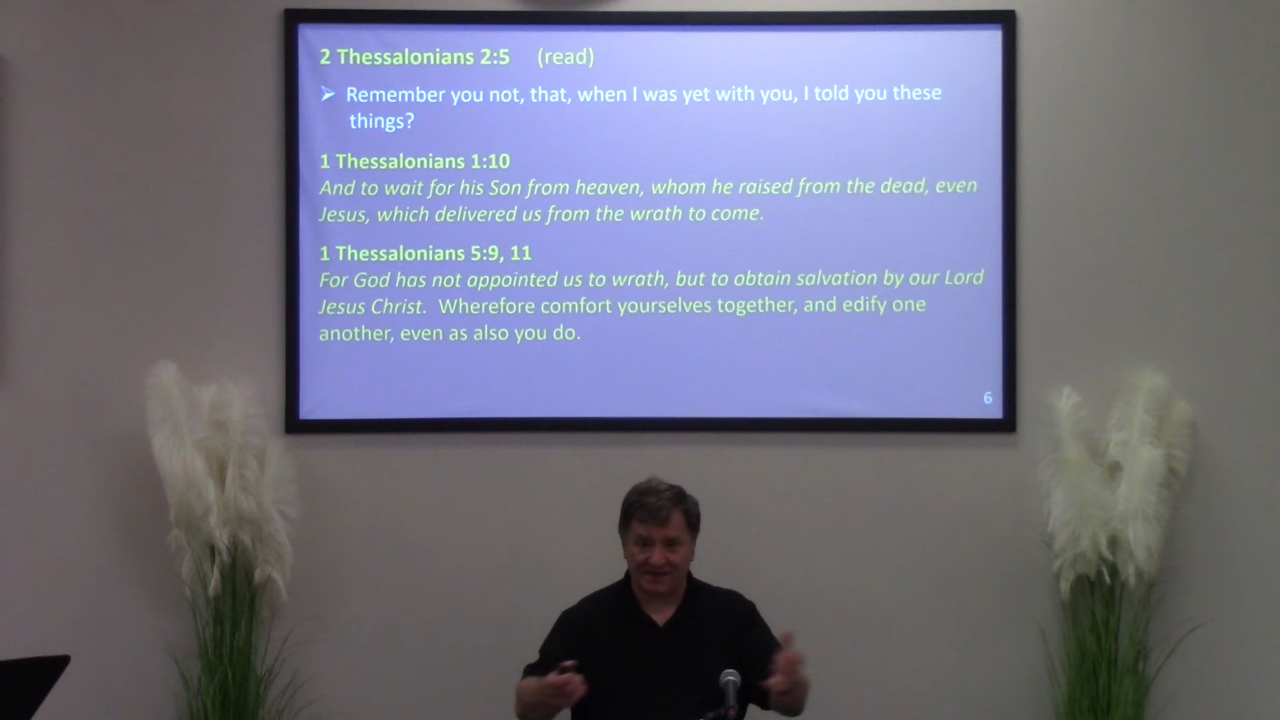 2 Thessalonians 2:5 (read)
➢ Remember you not, that, when I was yet with you, I told you these
things?
1 Thessalonians 1:10
And to wait for his Son from heaven, whom he raised from the dead, even
Jesus, which delivered us from the wrath to come.
1 Thessalonians 5:9, 11
For God has not appointed us to wrath, but to obtain salvation by our Lord
Jesus Christ. Wherefore comfort yourselves together, and edify one
another, even as also you do.
6